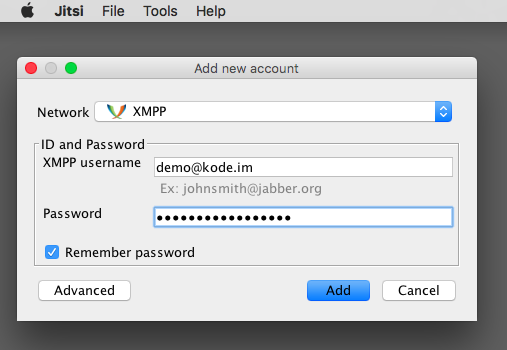 Jitsi File Tools Help
Add new account
Network XMPP
ID and Password
XMPP username demo@kode.im
Ex: johnsmith@jabber.org
Password •••••••••••••••••
Remember password
Advanced Add Cancel